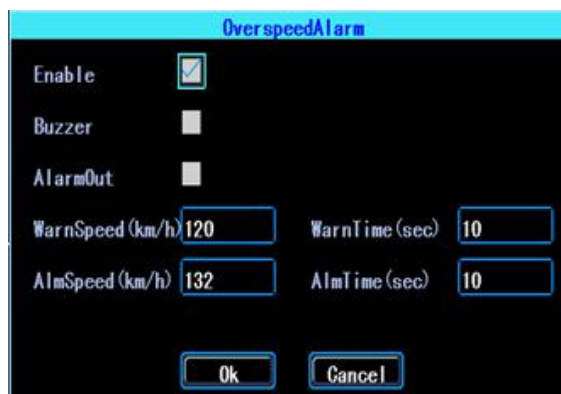 OverspeedAlarm
Enable
Buzzer
AlarmOut
WarnSpeed(km/h) 120 WarnTime(sec) 10
AlmSpeed(km/h) 132 AlmTime(sec) 10
Ok Cancel